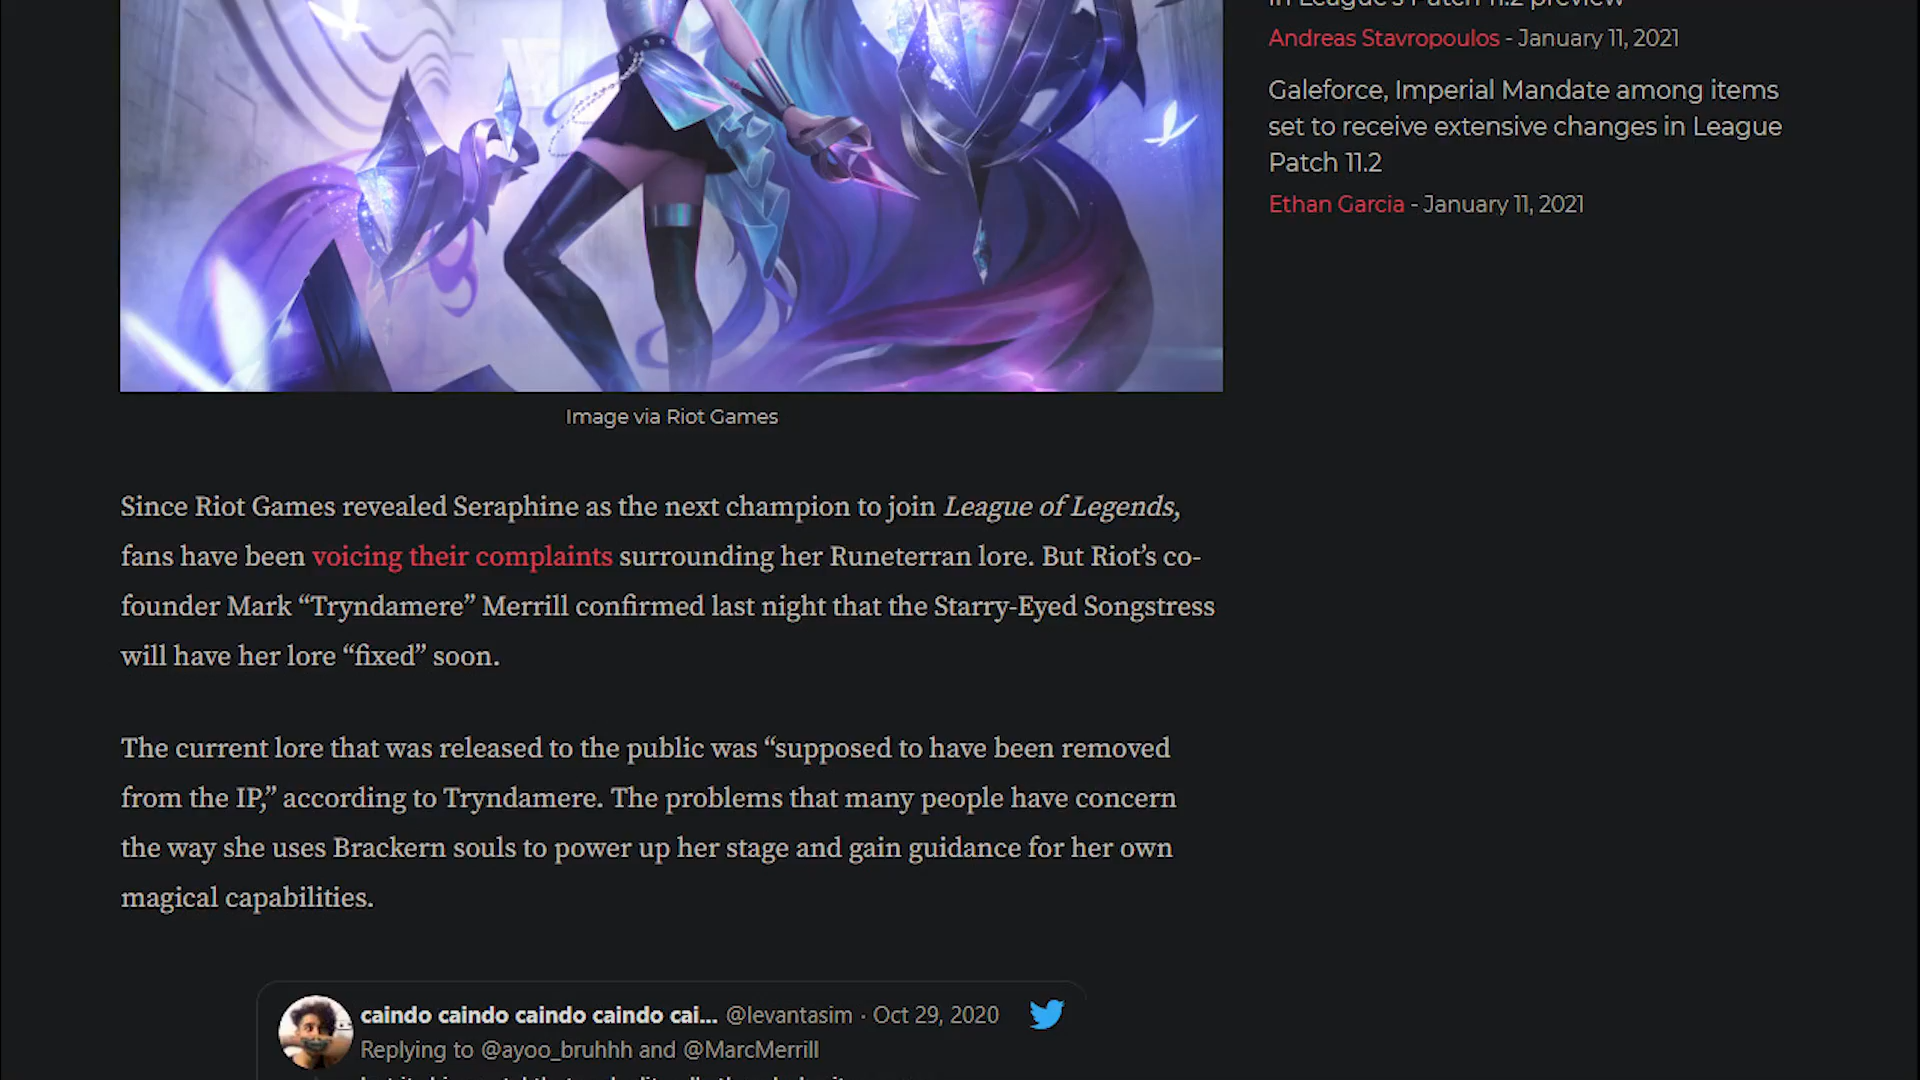 in League's Patch 11.2 preview
Andreas Stavropoulos - January 11, 2021
Galeforce, Imperial Mandate among items
set to receive extensive changes in League
Patch 11.2
Ethan Garcia - January 11, 2021
Image via Riot Games
Since Riot Games revealed Seraphine as the next champion to join League of Legends,
fans have been voicing their complaints surrounding her Runeterran lore. But Riot’s co-
founder Mark “Tryndamere” Merrill confirmed last night that the Starry-Eyed Songstress
will have her lore “fixed” soon.
The current lore that was released to the public was “supposed to have been removed
from the IP,” according to Tryndamere. The problems that many people have concern
the way she uses Brackern souls to power up her stage and gain guidance for her own
magical capabilities.
caindo caindo caindo caindo cai... @levantasim · Oct 29, 2020
Replying to @ayoo_bruhhh and @MarcMerrill